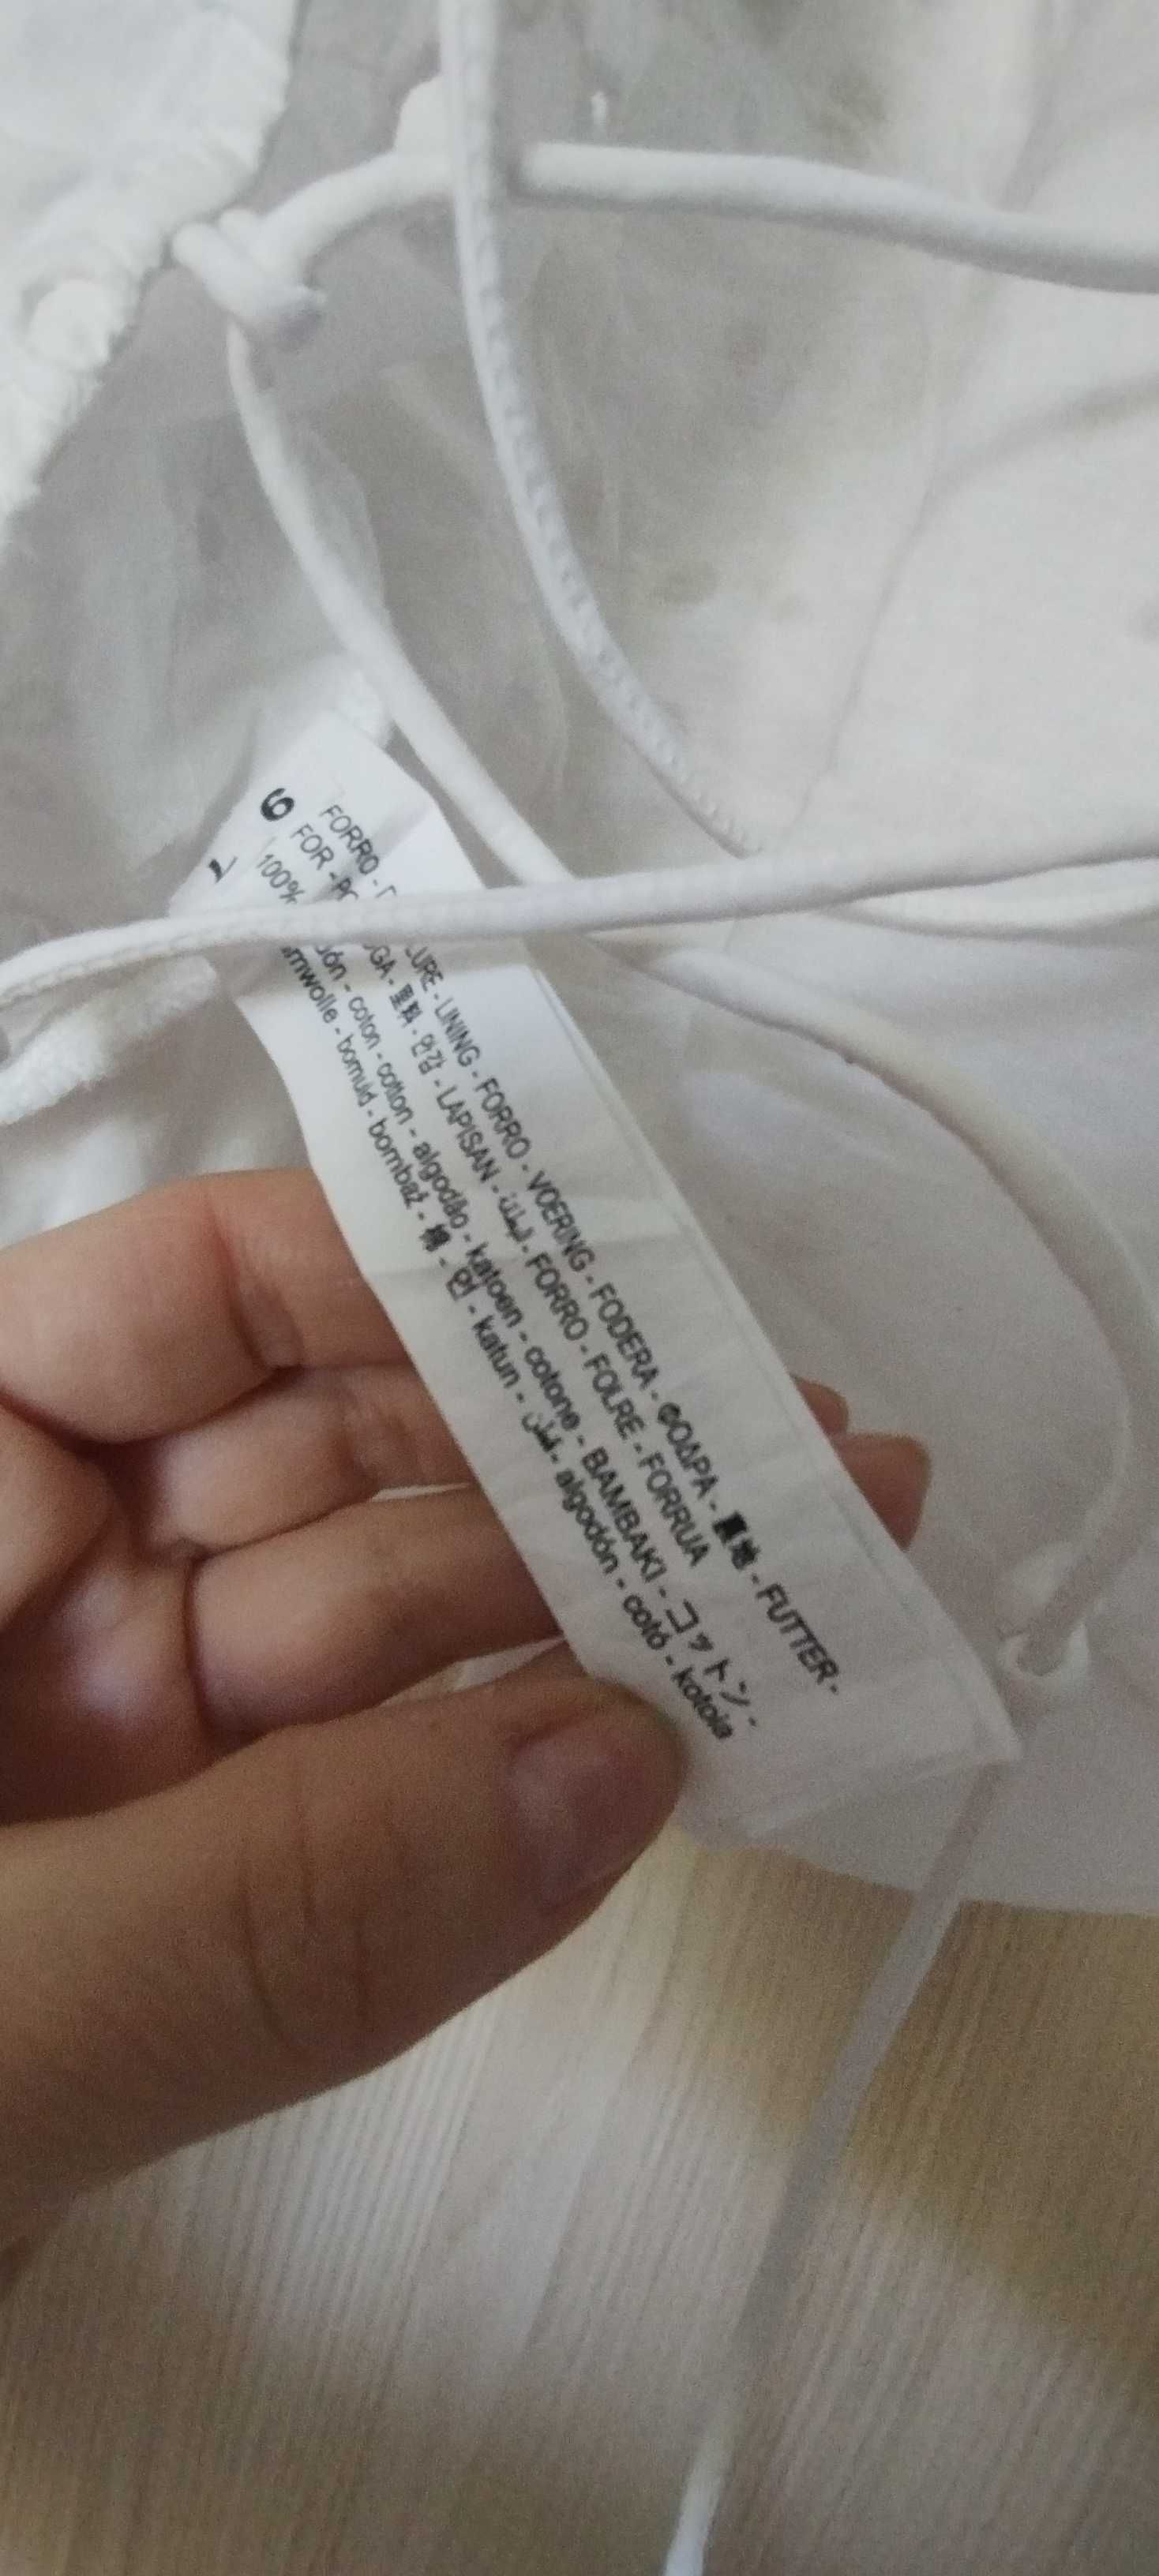 6
FORRO - LURE - LINING - FORRO - VOERING - FODERA - ΦΟΔΡΑ - 裏地 - FUTTER -
FOR - GA - 里料 - 안감 - LAPISAN - بطانة - FORRO - FOLRE - FORRUA
100% dón - coton - cotton - algodão - katoen - cotone - ΒΑΜΒΑΚΙ - コットン -
mwolle - bomuld - bombaž - 棉 - 면 - katun - قطن - algodón - cotó - kotoia